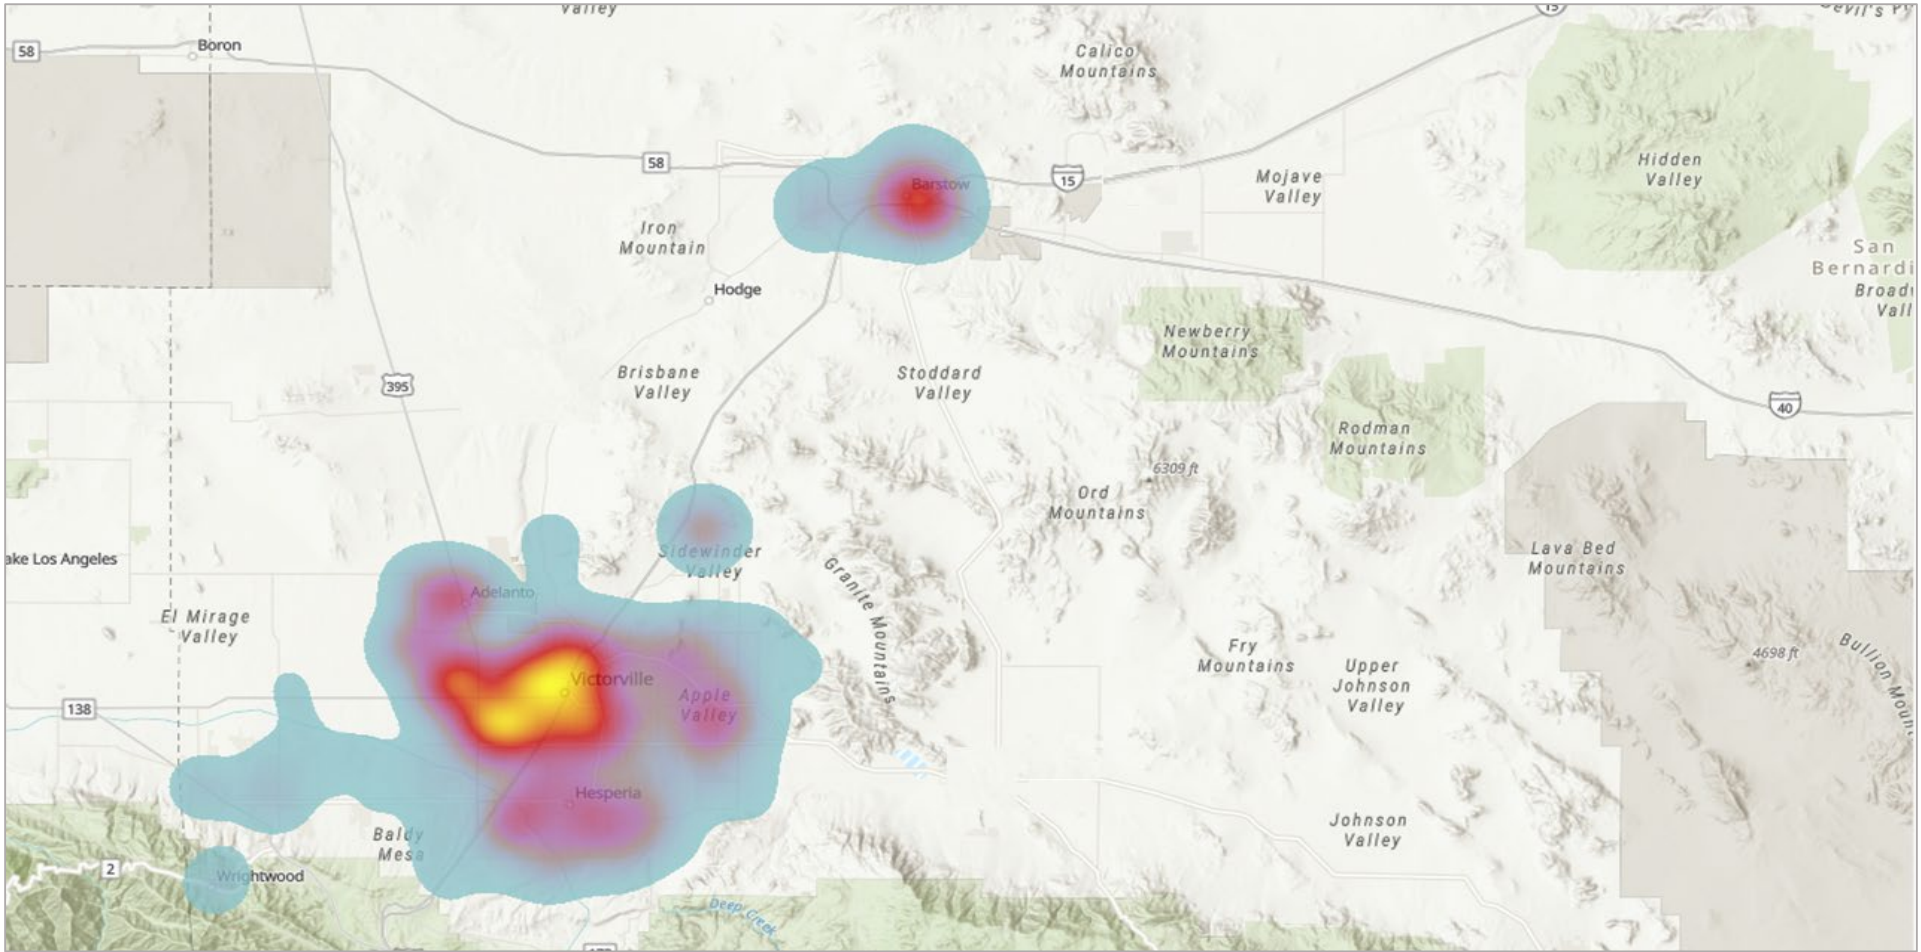 Valley
15
58
Boron
Calico
Mountains
58
Barstow
15
Mojave
Valley
Hidden
Valley
Iron
Mountain
San
Bernardi
Broad
Vall
Hodge
Newberry
Mountains
395
Brisbane
Valley
Stoddard
Valley
40
Rodman
Mountains
6309 ft
Ord
Mountains
ake Los Angeles
Sidewinder
Valley
Lava Bed
Mountains
Granite Mountains
Adelanto
El Mirage
Valley
Fry
Mountains
Upper
Johnson
Valley
4698 ft
Bullion Moun
Victorville
Apple
Valley
138
Hesperia
Baldy
Mesa
Johnson
Valley
2
Wrightwood
Deep Creek